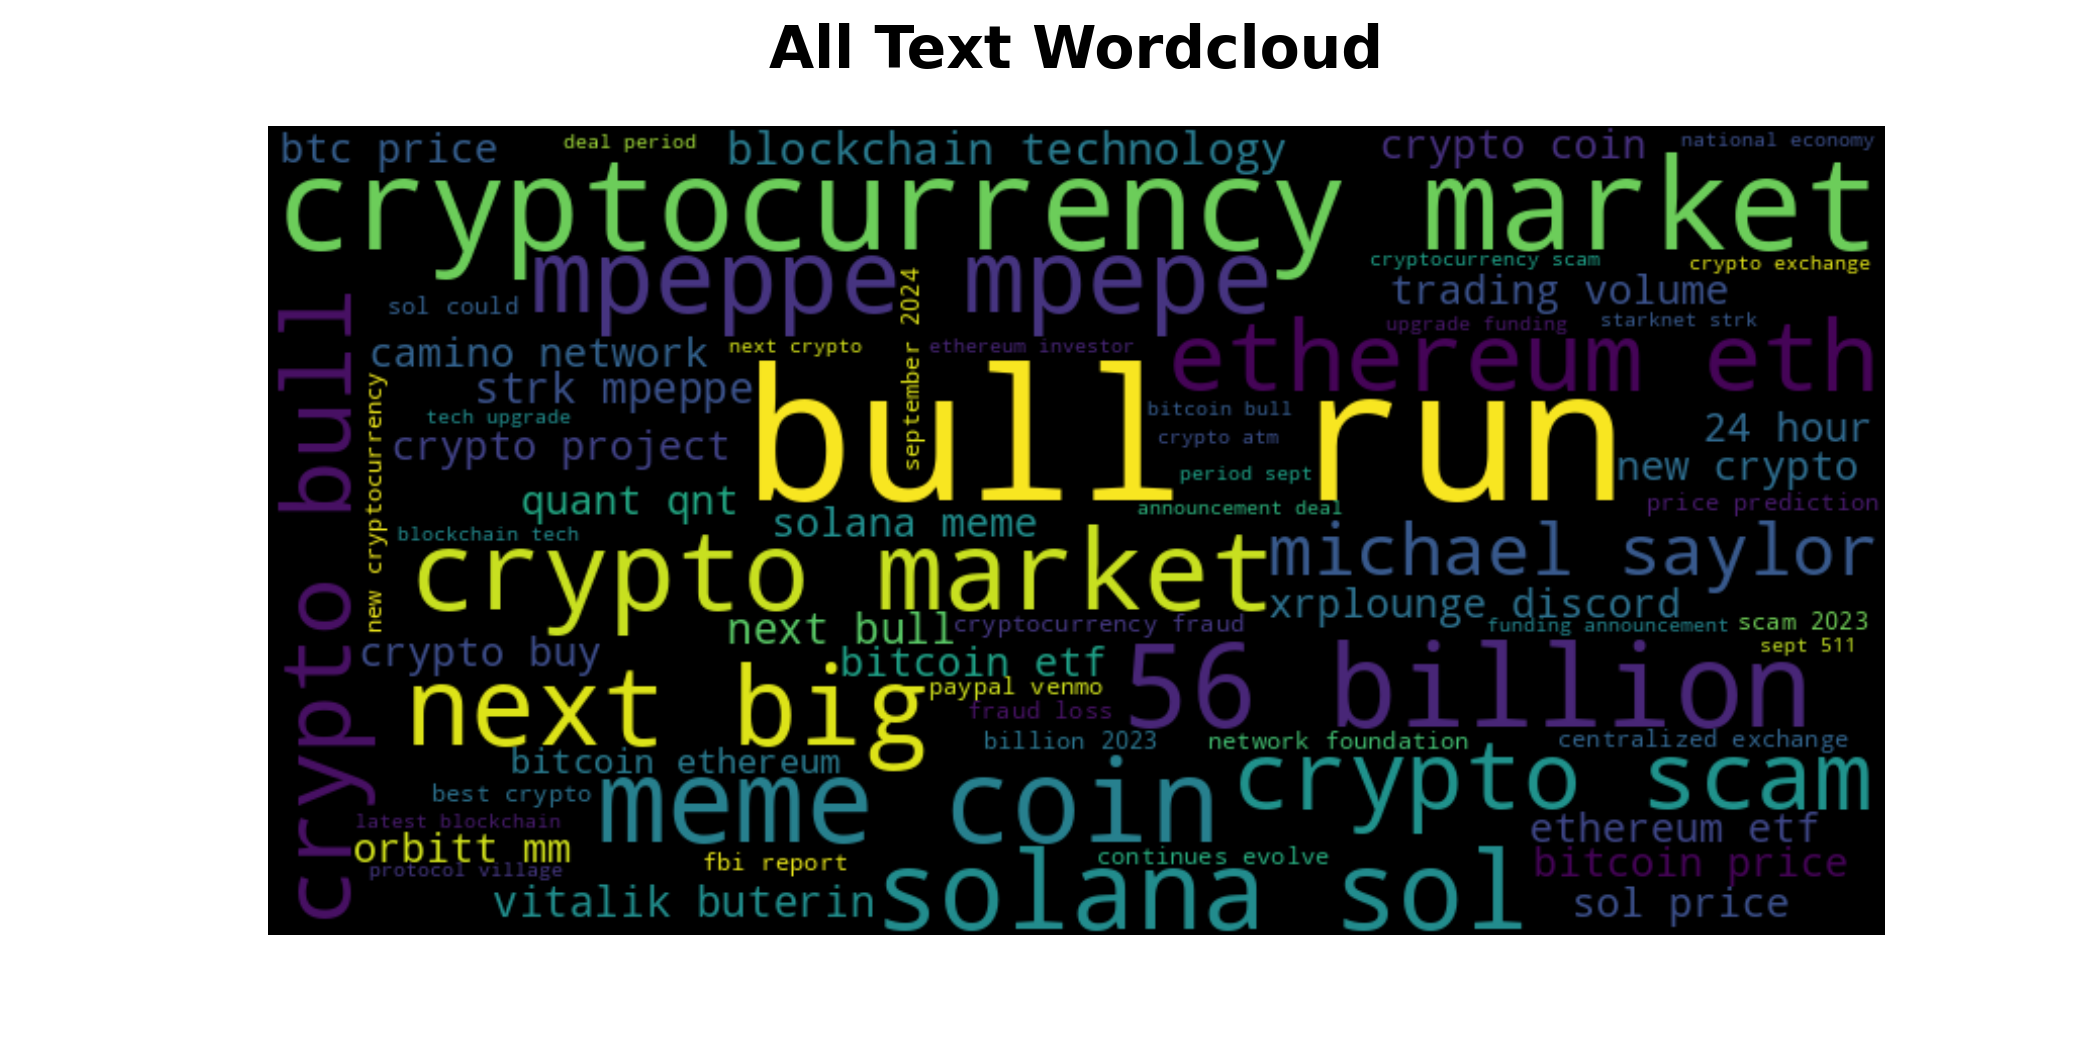 All Text Wordcloud
btc price
deal period
blockchain technology
crypto coin
national economy
cryptocurrency market
mpeppe mpepe
cryptocurrency scam
crypto exchange
sol could
september 2024
trading volume
crypto bull
camino network
next crypto
ethereum investor
upgrade funding
starknet strk
ethereum eth
strk mpeppe
new cryptocurrency
tech upgrade
bull run
bitcoin bull
24 hour
crypto project
crypto atm
new crypto
period sept
quant qnt
price prediction
announcement deal
blockchain tech
solana meme
crypto market
michael saylor
xrplounge discord
next bull
cryptocurrency fraud
funding announcement
scam 2023
crypto buy
bitcoin etf
sept 511
next big
paypal venmo
fraud loss
56 billion
billion 2023
network foundation
centralized exchange
bitcoin ethereum
best crypto
meme coin
crypto scam
latest blockchain
ethereum etf
orbitt mm
fbi report
continues evolve
bitcoin price
protocol village
vitalik buterin
solana sol
sol price